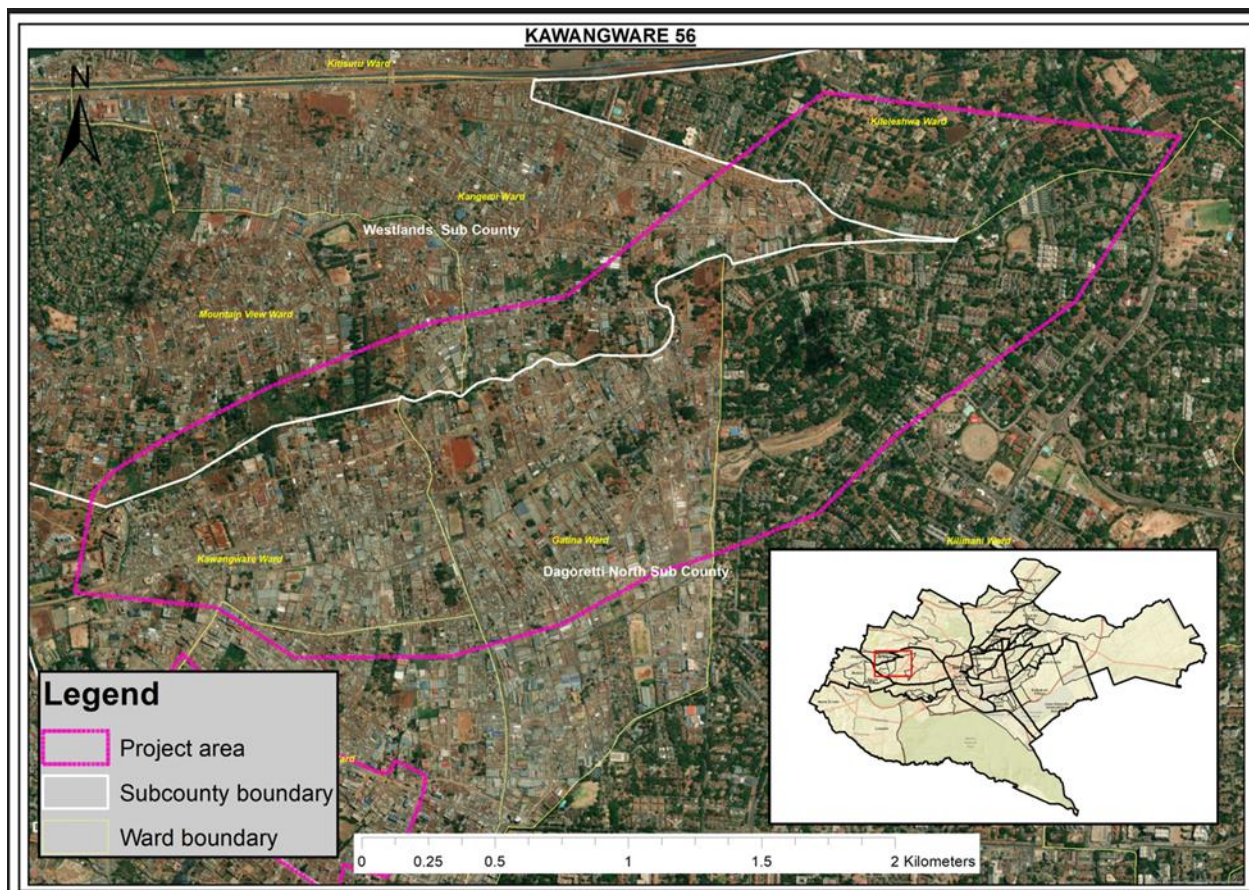 KAWANGWARE 56
Kitisuru Ward
N
Kileleshwa Ward
Kangemi Ward
Westlands Sub County
Mountain View Ward
Kawangware Ward
Gatina Ward
Kilimani Ward
Dagoretti North Sub County
Legend
Project area
Subcounty boundary
Ward boundary
0 0.25 0.5 1 1.5 2 Kilometers